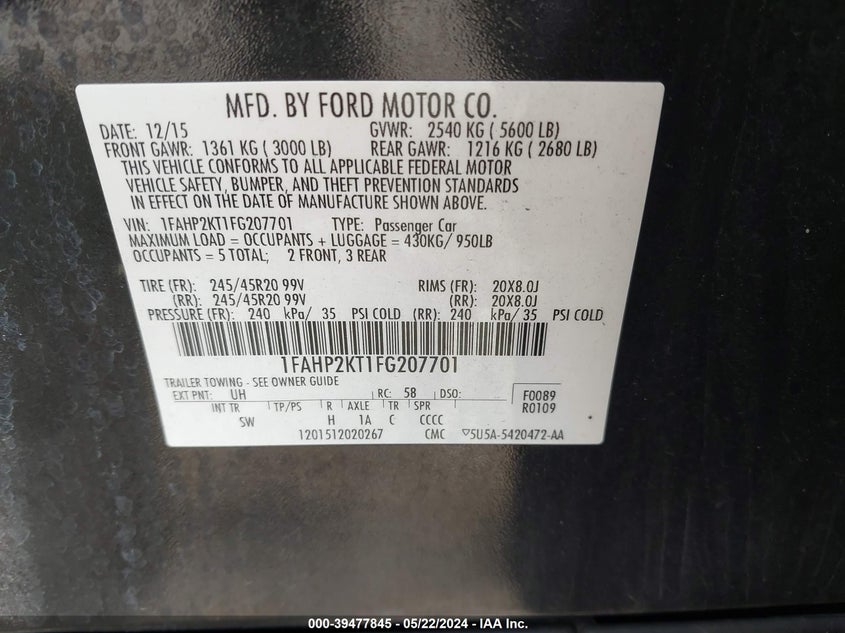 MFD. BY FORD MOTOR CO.
DATE: 12/15 GVWR: 2540 KG ( 5600 LB)
FRONT GAWR: 1361 KG ( 3000 LB) REAR GAWR: 1216 KG ( 2680 LB)
THIS VEHICLE CONFORMS TO ALL APPLICABLE FEDERAL MOTOR
VEHICLE SAFETY, BUMPER, AND THEFT PREVENTION STANDARDS
IN EFFECT ON THE DATE OF MANUFACTURE SHOWN ABOVE.
VIN: 1FAHP2KT1FG207701 TYPE: Passenger Car
MAXIMUM LOAD = OCCUPANTS + LUGGAGE = 430KG/ 950LB
OCCUPANTS = 5 TOTAL; 2 FRONT, 3 REAR
TIRE (FR): 245/45R20 99V RIMS (FR): 20X8.0J
(RR): 245/45R20 99V (RR): 20X8.0J
PRESSURE (FR): 240 kPa/ 35 PSI COLD (RR): 240 kPa/ 35 PSI COLD
1FAHP2KT1FG207701
TRAILER TOWING - SEE OWNER GUIDE
EXT PNT: UH RC: 58 DSO: F0089
INT TR TP/PS R AXLE TR SPR R0109
SW H 1A C CCCC
1201512020267 CMC ▽5U5A-5420472-AA
000-39477845 - 05/22/2024 - IAA Inc.